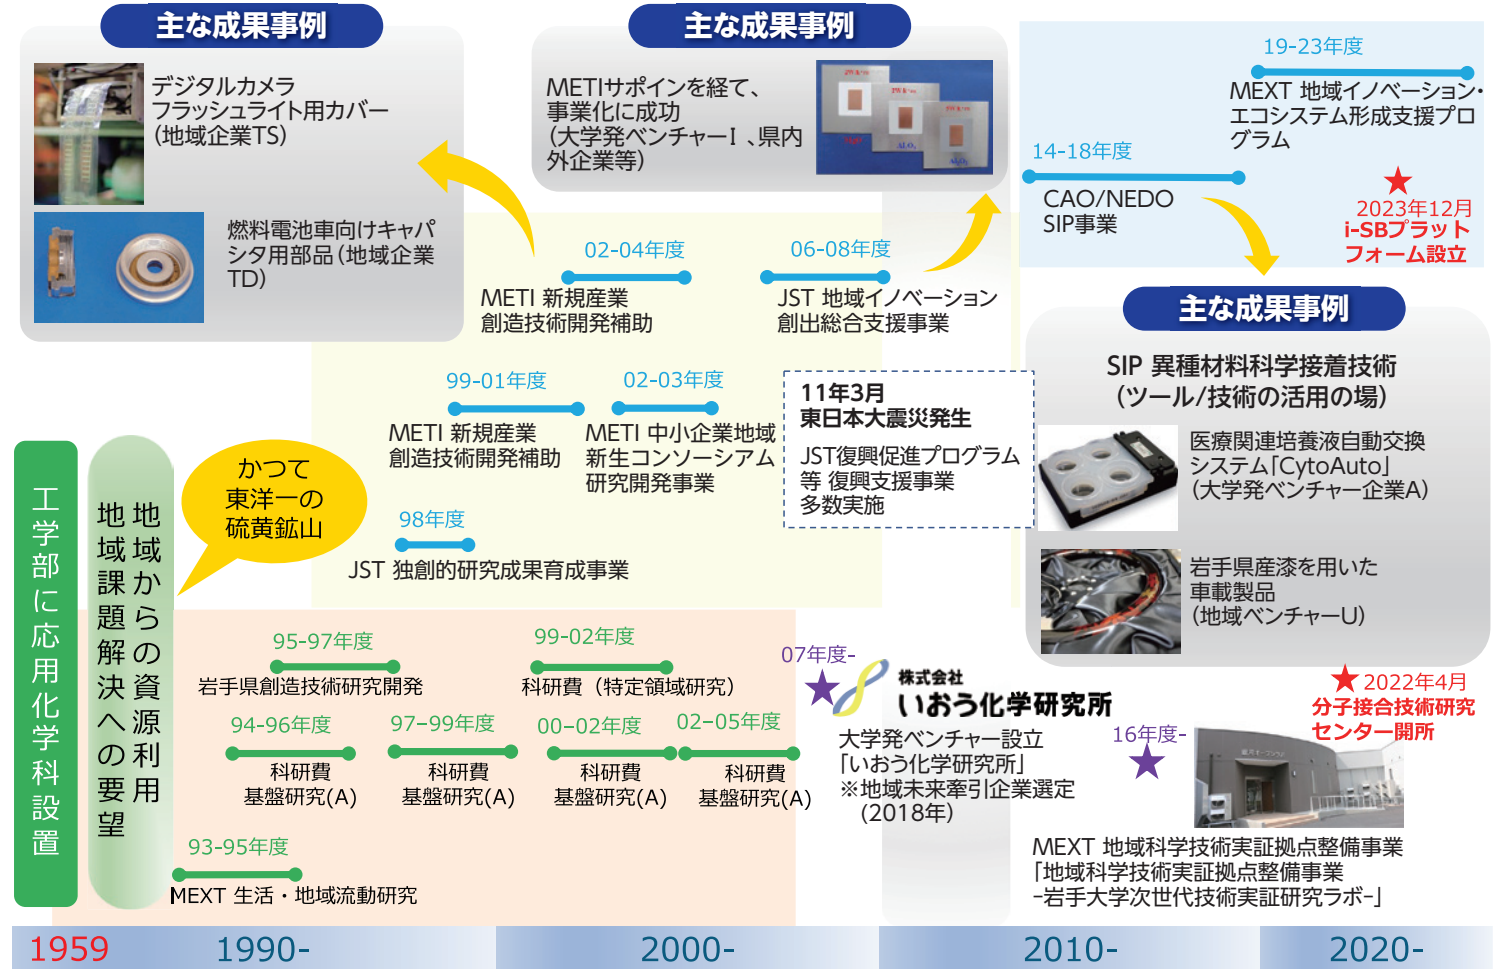 主な成果事例
デジタルカメラ
フラッシュライト用カバー
(地域企業TS)
燃料電池車向けキャパ
シタ用部品(地域企業
TD)
主な成果事例
METIサポインを経て、
事業化に成功
(大学発ベンチャーI 、県内
外企業等)
Al₂O₃
19-23年度
MEXT 地域イノベーション・
エコシステム形成支援プロ
グラム
14-18年度
CAO/NEDO
SIP事業
2023年12月
i-SBプラット
フォーム設立
02-04年度
METI 新規産業
創造技術開発補助
06-08年度
JST 地域イノベーション
創出総合支援事業
主な成果事例
SIP 異種材料科学接着技術
(ツール/技術の活用の場)
医療関連培養液自動交換
システム「CytoAuto」
(大学発ベンチャー企業A)
岩手県産漆を用いた
車載製品
(地域ベンチャーU)
99-01年度
METI 新規産業
創造技術開発補助
02-03年度
METI 中小企業地域
新生コンソーシアム
研究開発事業
11年3月
東日本大震災発生
JST復興促進プログラム
等 復興支援事業
多数実施
98年度
JST 独創的研究成果育成事業
かつて
東洋一の
硫黄鉱山
工学部に応用化学科設置
地域からの資源利用
地域課題解決への要望
95-97年度
岩手県創造技術研究開発
99-02年度
科研費（特定領域研究）
94-96年度
科研費
基盤研究(A)
97−99年度
科研費
基盤研究(A)
00−02年度
科研費
基盤研究(A)
02−05年度
科研費
基盤研究(A)
93-95年度
MEXT 生活・地域流動研究
07年度-
株式会社
いおう化学研究所
大学発ベンチャー設立
「いおう化学研究所」
※地域未来牽引企業選定
(2018年)
2022年4月
分子接合技術研究
センター開所
16年度-
MEXT 地域科学技術実証拠点整備事業
「地域科学技術実証拠点整備事業
-岩手大学次世代技術実証研究ラボ-」
1959
1990-
2000-
2010-
2020-